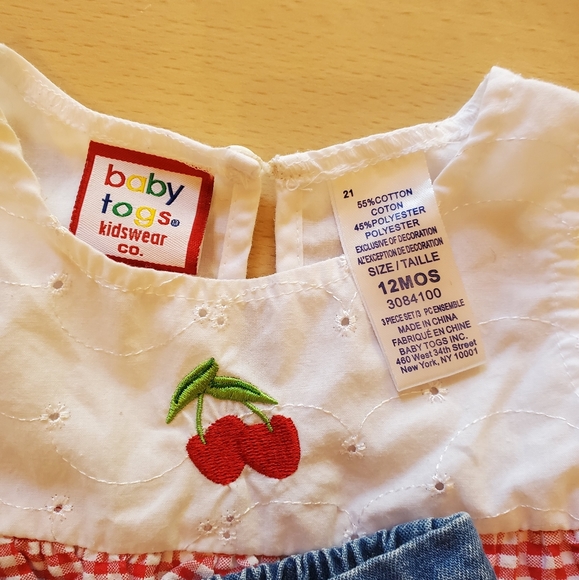 baby
togs®
kidswear
co.
21
55%COTTON
COTON
45%POLYESTER
POLYESTER
EXCLUSIVE OF DECORATION
A L'EXCEPTION DE DECORATION
SIZE / TAILLE
12MOS
3084100
3 PIECE SET/3 PC ENSEMBLE
MADE IN CHINA
FABRIQUÉ EN CHINE
BABY TOGS INC.
460 West 34th Street
New York, NY 10001